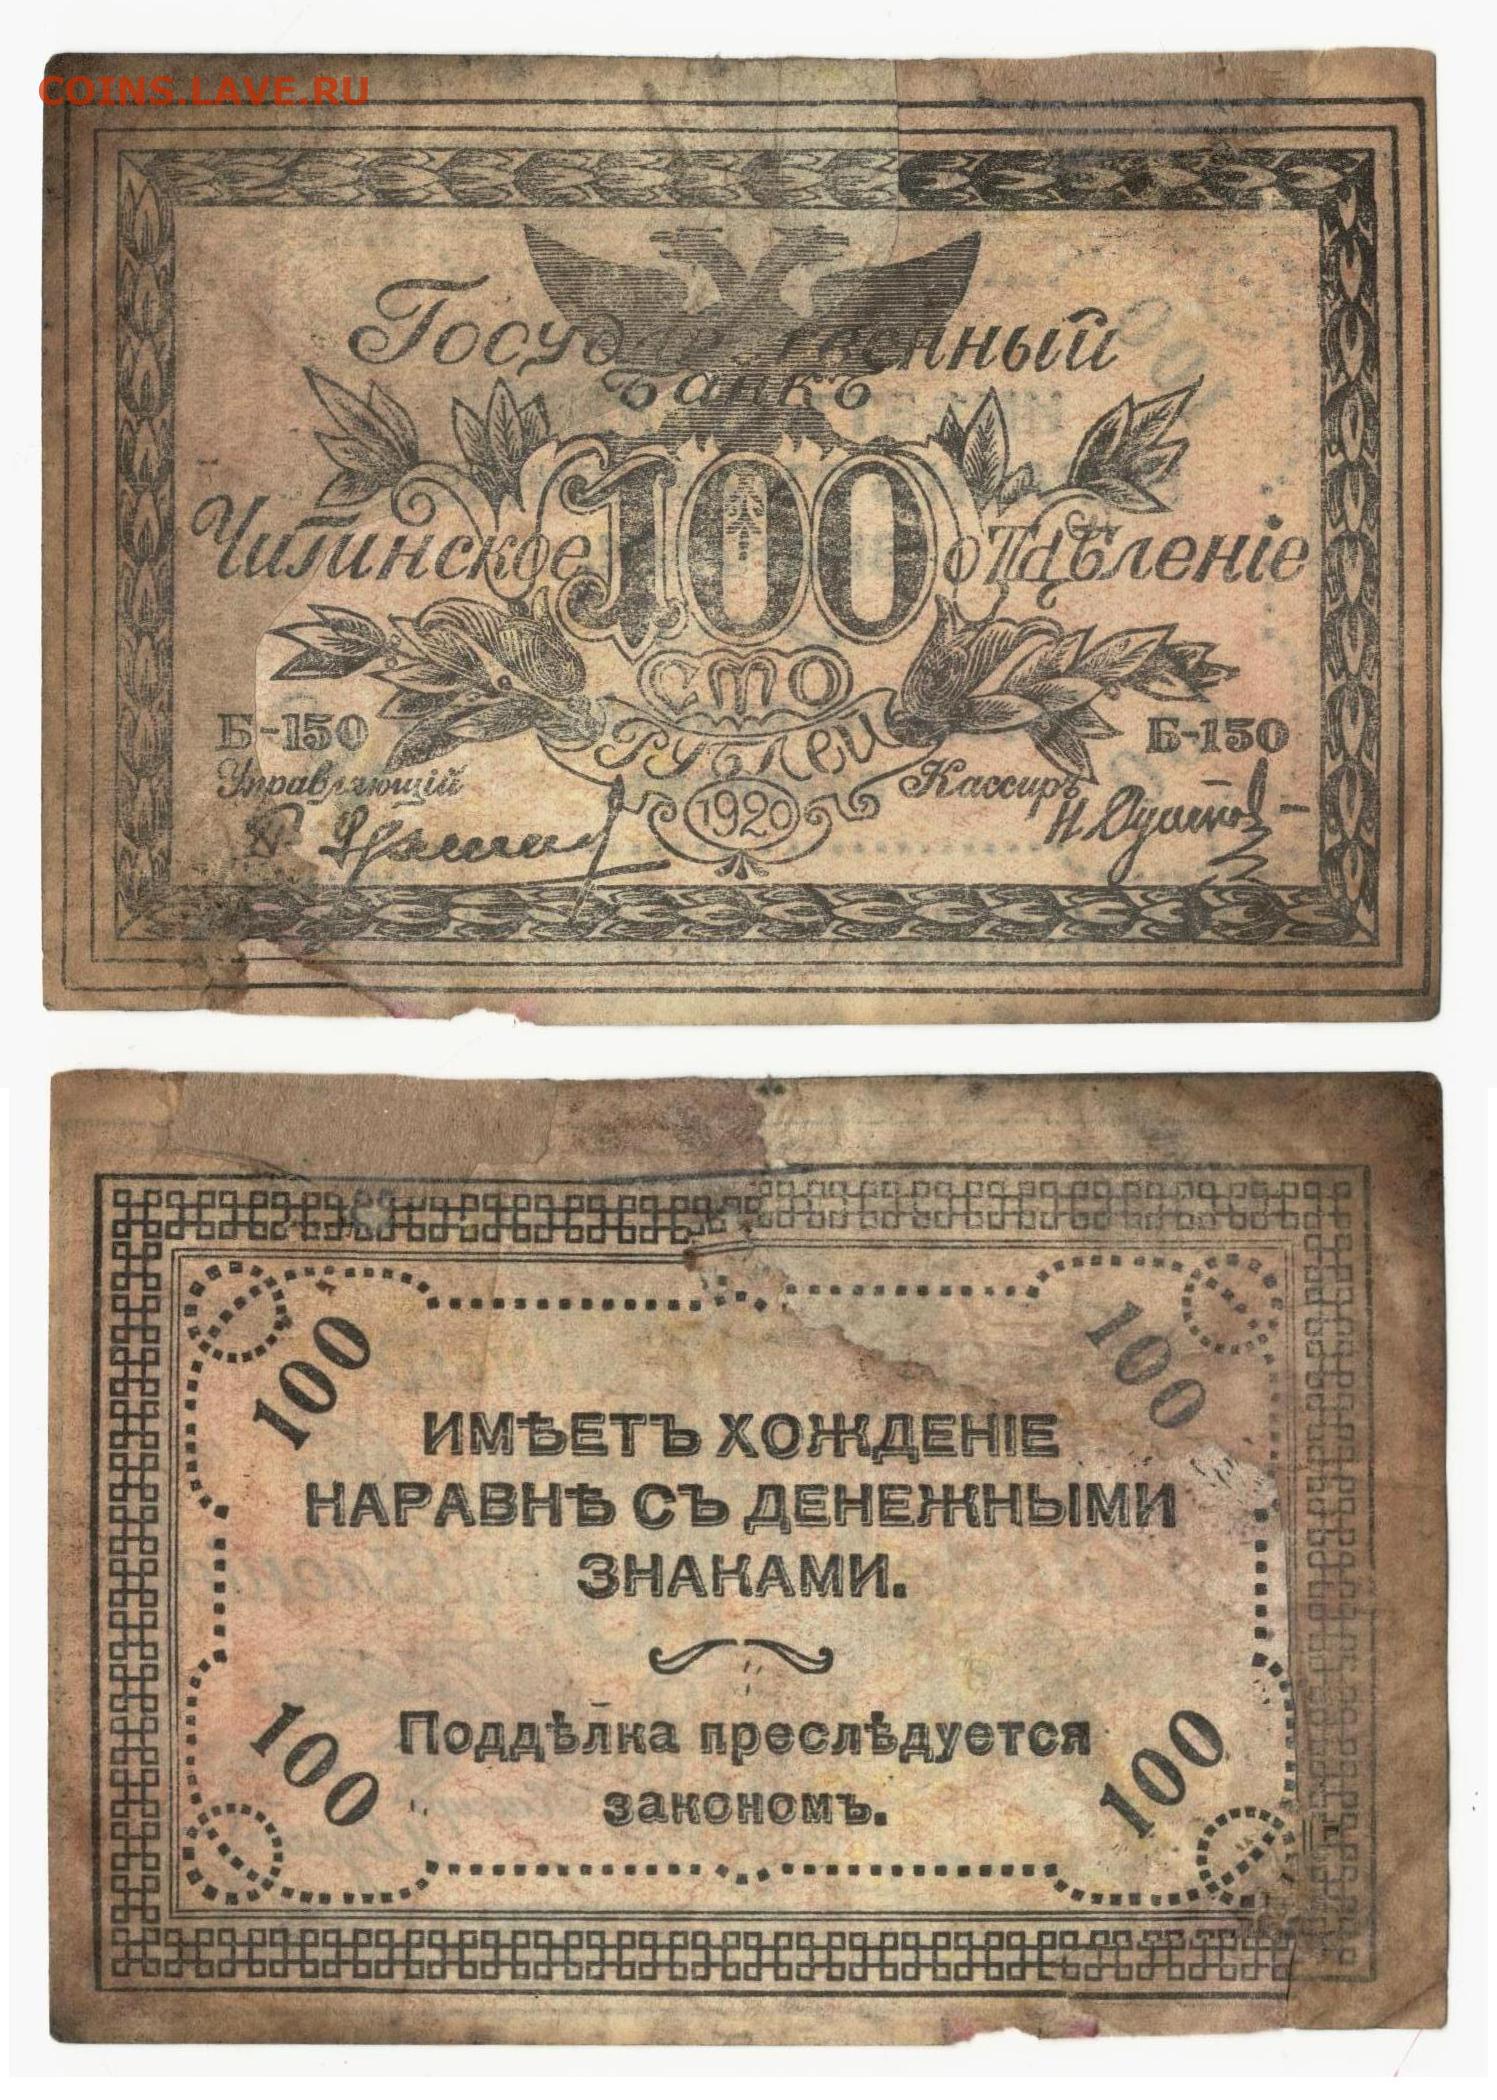 COINS.LAVE.RU
Государственный
Банкъ
Читинское 100 отдѣленіе
сто
рублей
Б-150 Б-150
Управляющій Кассиръ
1920
100 100
ИМѢЕТЪ ХОЖДЕНІЕ
НАРАВНѢ СЪ ДЕНЕЖНЫМИ
ЗНАКАМИ.
Поддѣлка преслѣдуется
закономъ.
100 100